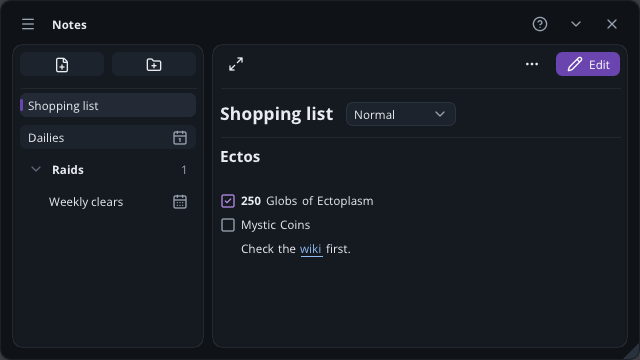 Notes
Edit
Shopping list
Dailies
Raids 1
Weekly clears
Shopping list Normal
Ectos
250 Globs of Ectoplasm
Mystic Coins
Check the wiki first.